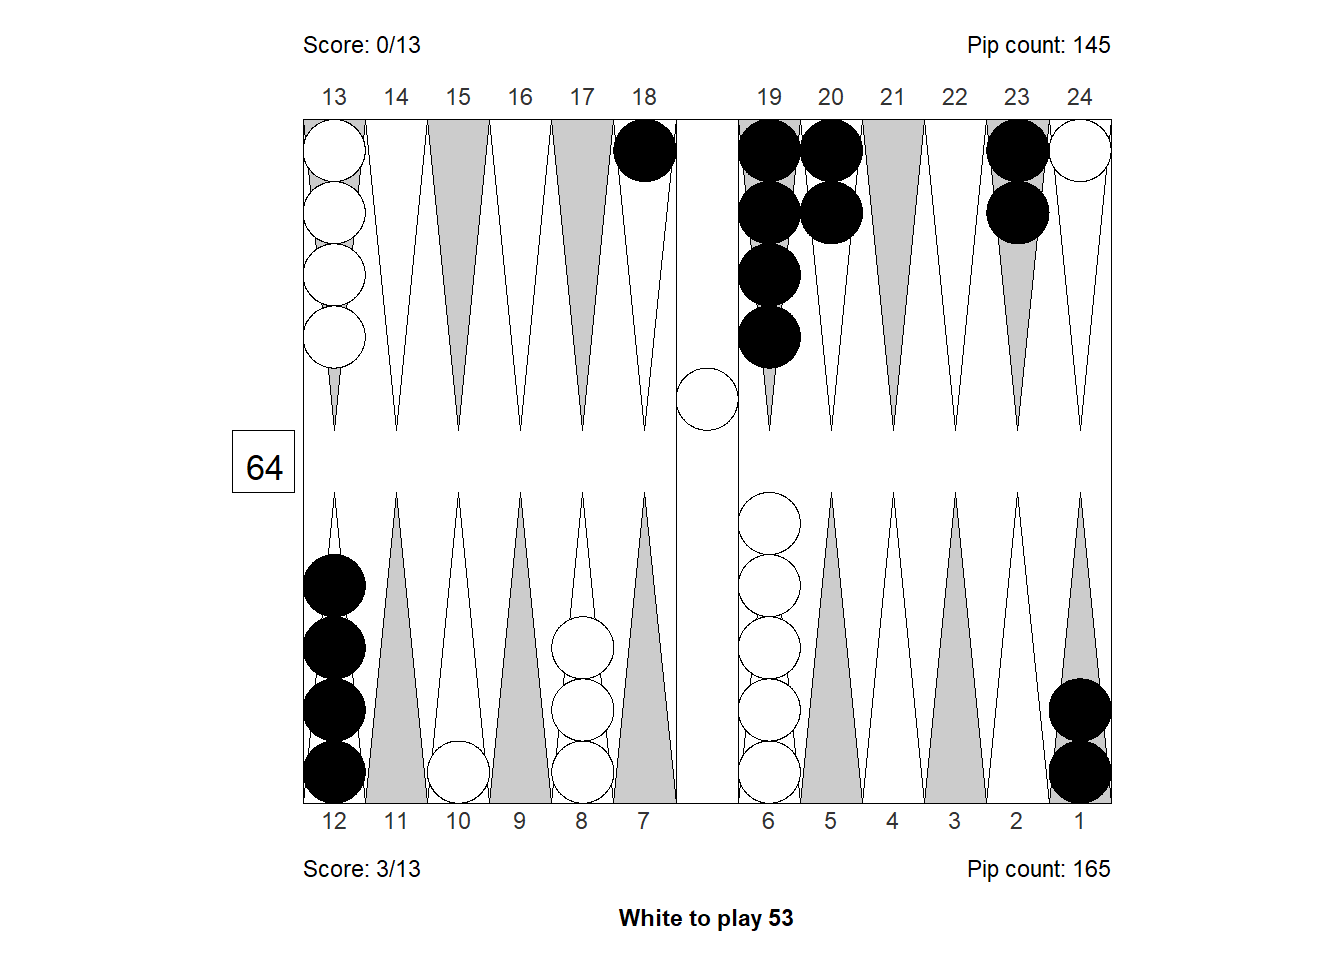 Score: 0/13 Pip count: 145
13 14 15 16 17 18 19 20 21 22 23 24
64
12 11 10 9 8 7 6 5 4 3 2 1
Score: 3/13 Pip count: 165
White to play 53